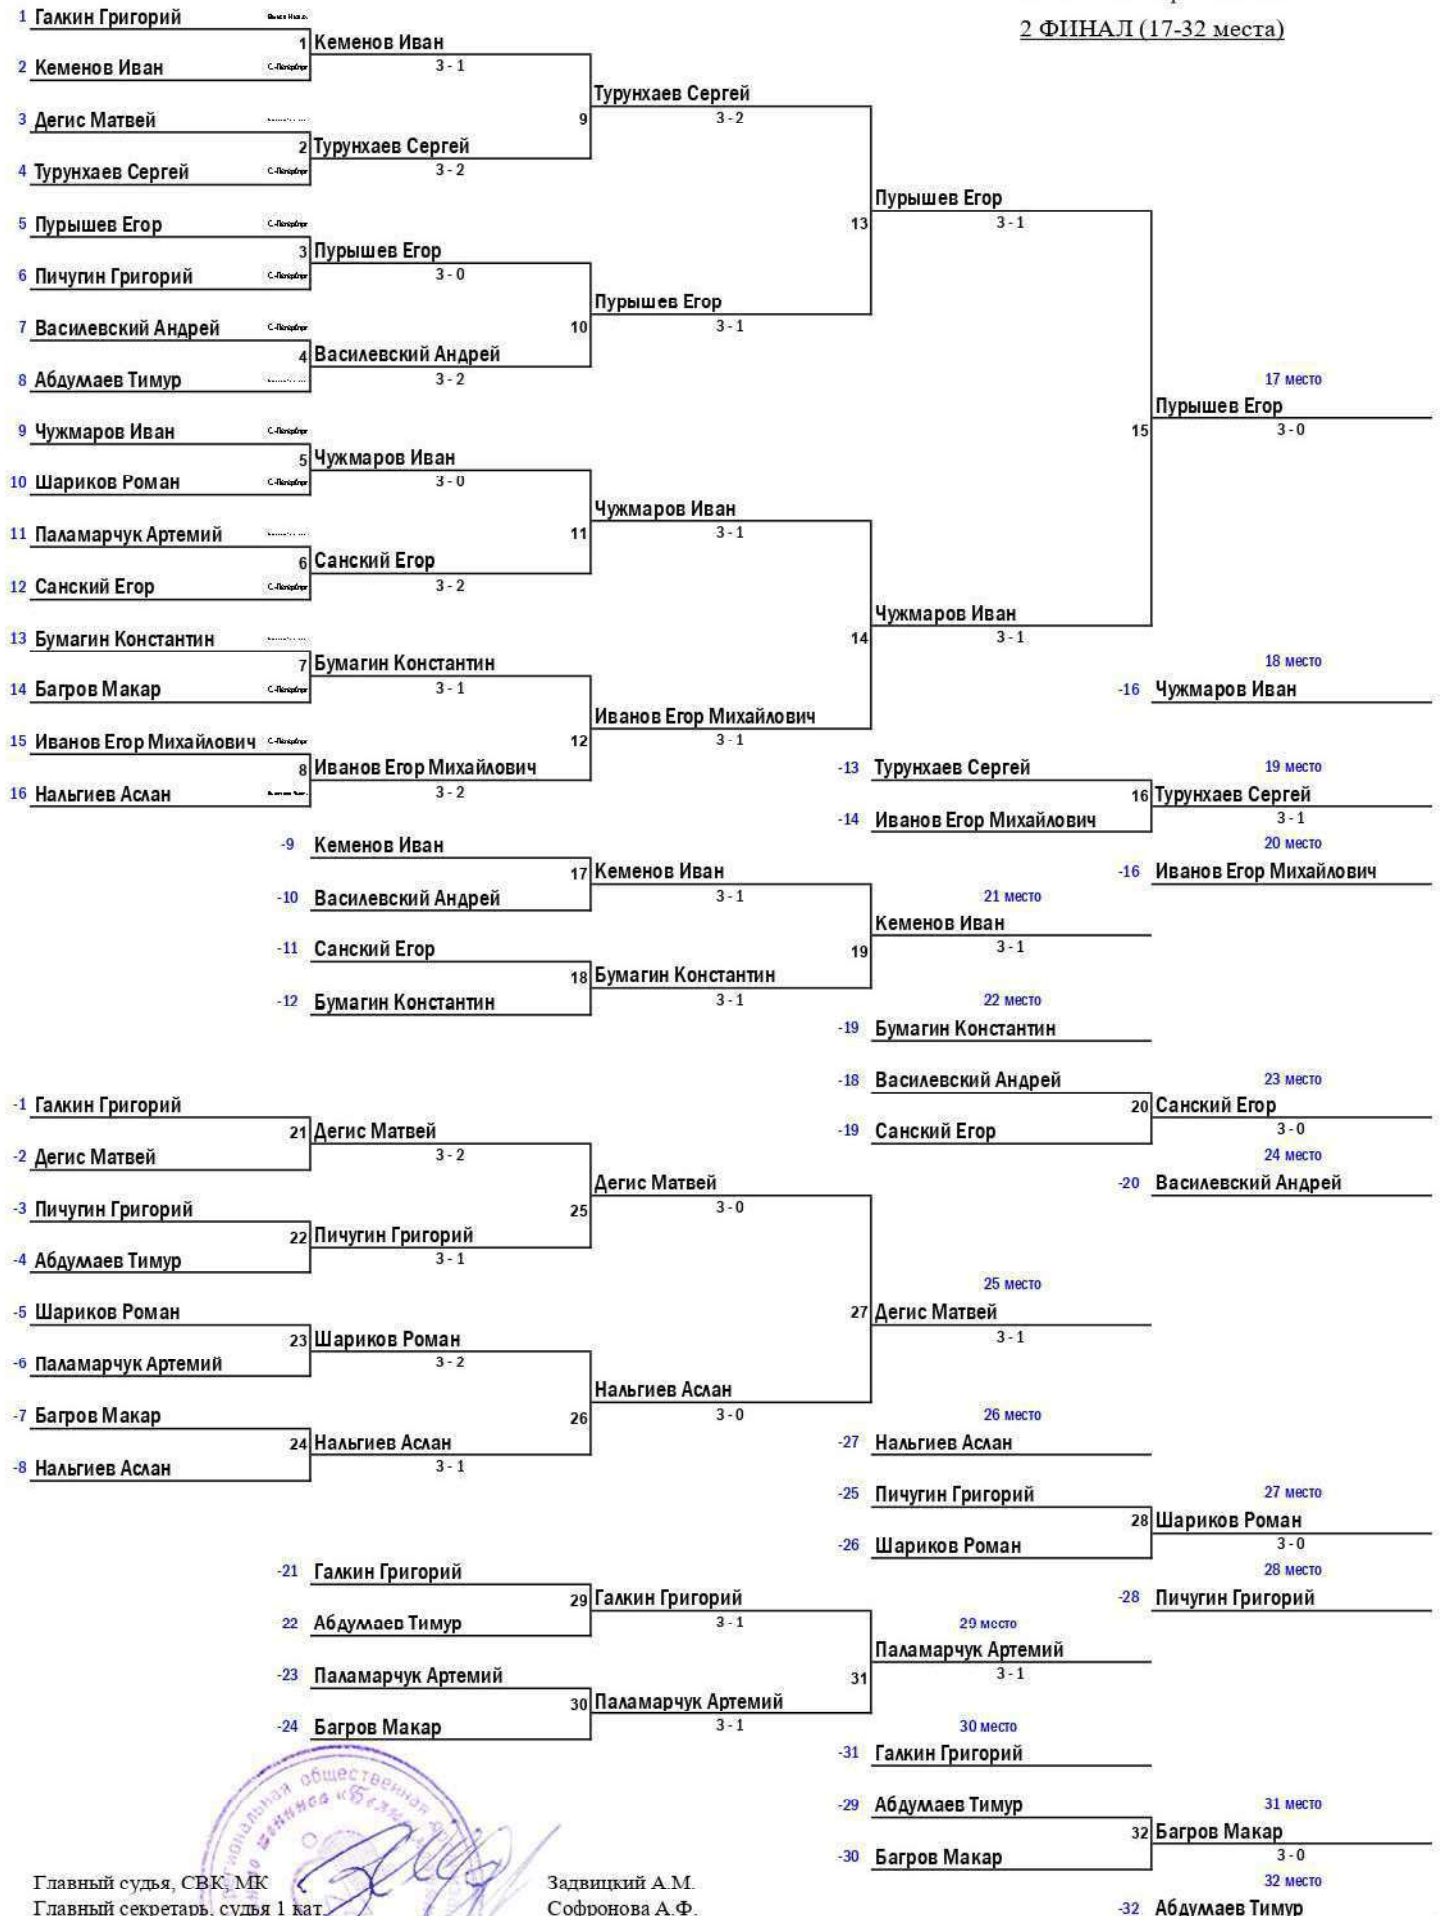 2 ФИНАЛ (17-32 места)
1 Галкин Григорий
1 Кеменов Иван
2 Кеменов Иван С.-Петербург
3 - 1
Турунхаев Сергей
3 Дегис Матвей
9 3 - 2
2 Турунхаев Сергей
4 Турунхаев Сергей С.-Петербург
3 - 2
Пурышев Егор
5 Пурышев Егор С.-Петербург
13 3 - 1
3 Пурышев Егор
6 Пичугин Григорий С.-Петербург
3 - 0
Пурышев Егор
7 Василевский Андрей С.-Петербург
10 3 - 1
4 Василевский Андрей
8 Абдуллаев Тимур
3 - 2
17 место
Пурышев Егор
9 Чужмаров Иван С.-Петербург
15 3 - 0
5 Чужмаров Иван
10 Шариков Роман С.-Петербург
3 - 0
Чужмаров Иван
11 Паламарчук Артемий
11 3 - 1
6 Санский Егор
12 Санский Егор С.-Петербург
3 - 2
Чужмаров Иван
13 Бумагин Константин
14 3 - 1
7 Бумагин Константин
18 место
14 Багров Макар С.-Петербург
3 - 1
-16 Чужмаров Иван
Иванов Егор Михайлович
15 Иванов Егор Михайлович С.-Петербург
12 3 - 1
8 Иванов Егор Михайлович
-13 Турунхаев Сергей
19 место
16 Нальгиев Аслан
3 - 2
16 Турунхаев Сергей
-14 Иванов Егор Михайлович
3 - 1
-9 Кеменов Иван
20 место
17 Кеменов Иван
-16 Иванов Егор Михайлович
-10 Василевский Андрей
3 - 1
21 место
Кеменов Иван
-11 Санский Егор
19 3 - 1
18 Бумагин Константин
-12 Бумагин Константин
3 - 1
22 место
-19 Бумагин Константин
-18 Василевский Андрей
23 место
-1 Галкин Григорий
20 Санский Егор
21 Дегис Матвей
-19 Санский Егор
3 - 0
-2 Дегис Матвей
3 - 2
24 место
Дегис Матвей
-20 Василевский Андрей
-3 Пичугин Григорий
25 3 - 0
22 Пичугин Григорий
-4 Абдуллаев Тимур
3 - 1
25 место
-5 Шариков Роман
27 Дегис Матвей
23 Шариков Роман
3 - 1
-6 Паламарчук Артемий
3 - 2
Нальгиев Аслан
-7 Багров Макар
26 3 - 0
26 место
24 Нальгиев Аслан
-27 Нальгиев Аслан
-8 Нальгиев Аслан
3 - 1
-25 Пичугин Григорий
27 место
28 Шариков Роман
-26 Шариков Роман
3 - 0
-21 Галкин Григорий
28 место
29 Галкин Григорий
-28 Пичугин Григорий
22 Абдуллаев Тимур
3 - 1
29 место
Паламарчук Артемий
-23 Паламарчук Артемий
31 3 - 1
30 Паламарчук Артемий
-24 Багров Макар
3 - 1
30 место
-31 Галкин Григорий
-29 Абдуллаев Тимур
31 место
32 Багров Макар
-30 Багров Макар
3 - 0
32 место
-32 Абдуллаев Тимур
Главный судья, СВК, МК Задвицкий А.М.
Главный секретарь, судья 1 кат. Софронова А.Ф.